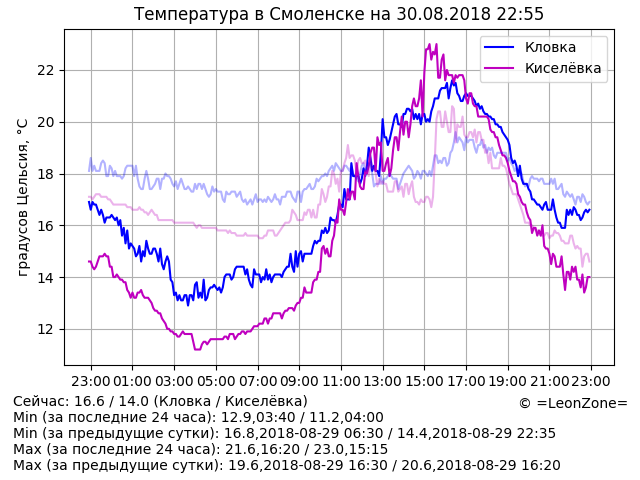 Температура в Смоленске на 30.08.2018 22:55
Кловка
Киселёвка
градусов Цельсия, °C
22
20
18
16
14
12
23:00 01:00 03:00 05:00 07:00 09:00 11:00 13:00 15:00 17:00 19:00 21:00 23:00
Сейчас: 16.6 / 14.0 (Кловка / Киселёвка)
© =LeonZone=
Min (за последние 24 часа): 12.9,03:40 / 11.2,04:00
Min (за предыдущие сутки): 16.8,2018-08-29 06:30 / 14.4,2018-08-29 22:35
Max (за последние 24 часа): 21.6,16:20 / 23.0,15:15
Max (за предыдущие сутки): 19.6,2018-08-29 16:30 / 20.6,2018-08-29 16:20